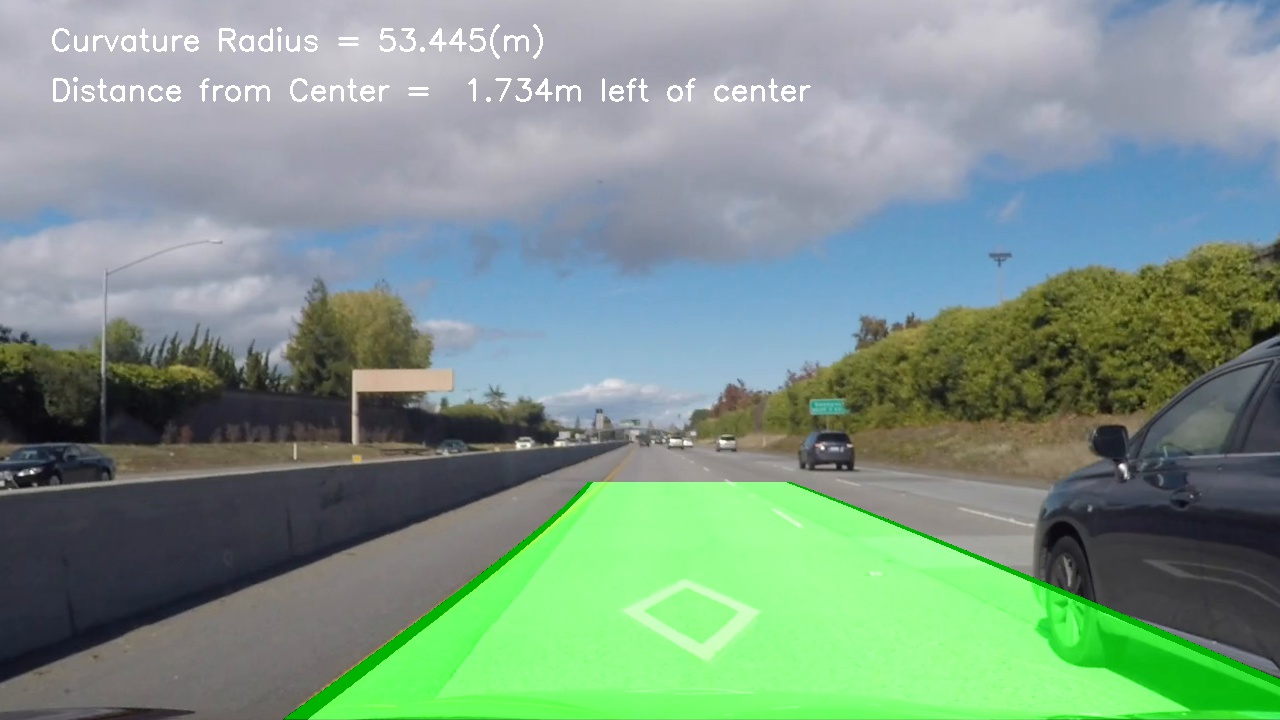 Curvature Radius = 53.445(m)
Distance from Center =  1.734m left of center